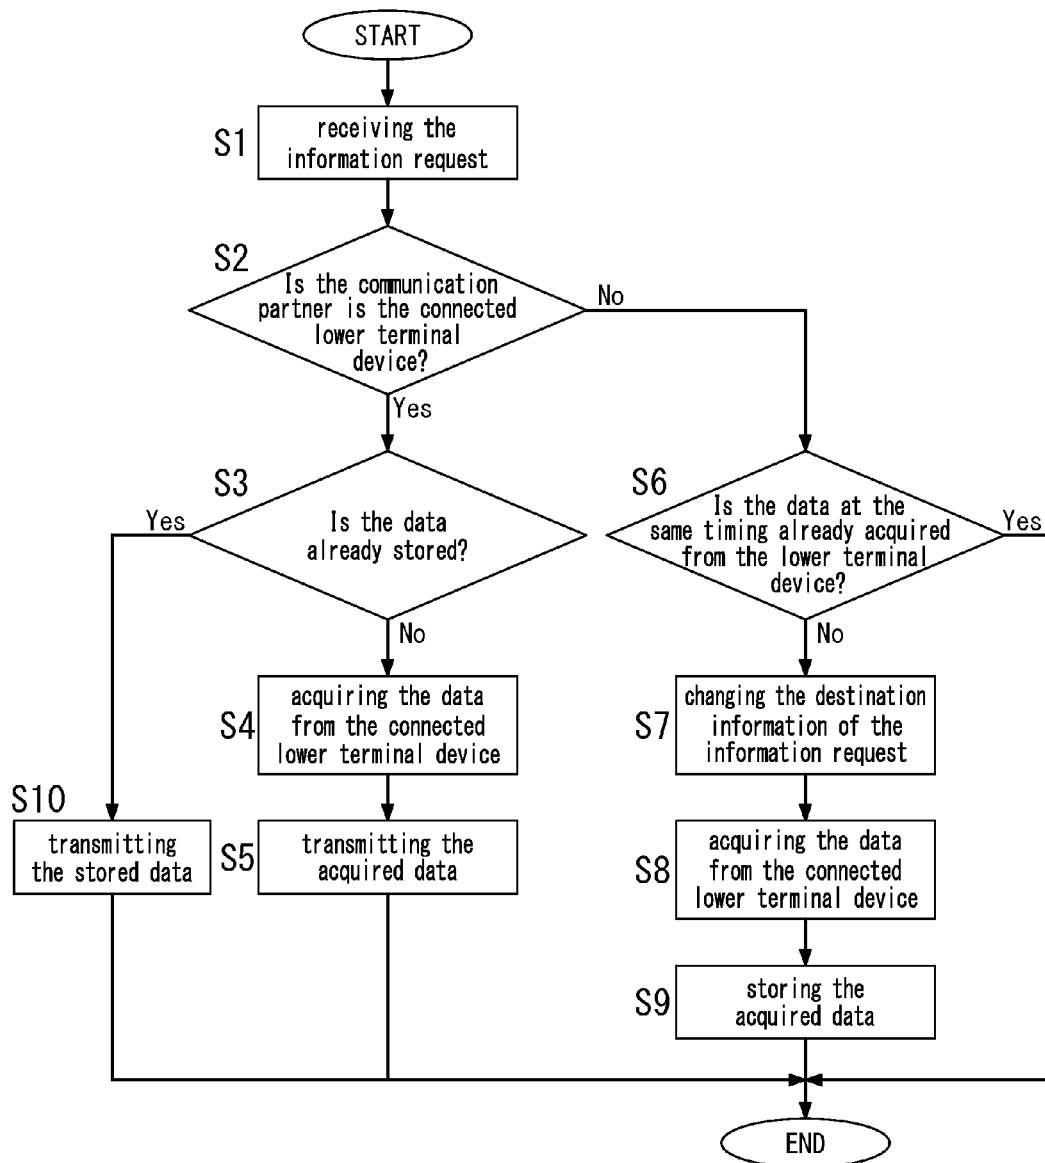 START
S1
receiving the
information request
S2
Is the communication
partner is the connected
lower terminal
device?
No
Yes
S3
Is the data
already stored?
Yes
No
S6
Is the data at the
same timing already acquired
from the lower terminal
device?
Yes
No
S4
acquiring the data
from the connected
lower terminal device
S7
changing the destination
information of the
information request
S10
transmitting
the stored data
S5
transmitting the
acquired data
S8
acquiring the data
from the connected
lower terminal device
S9
storing the
acquired data
END